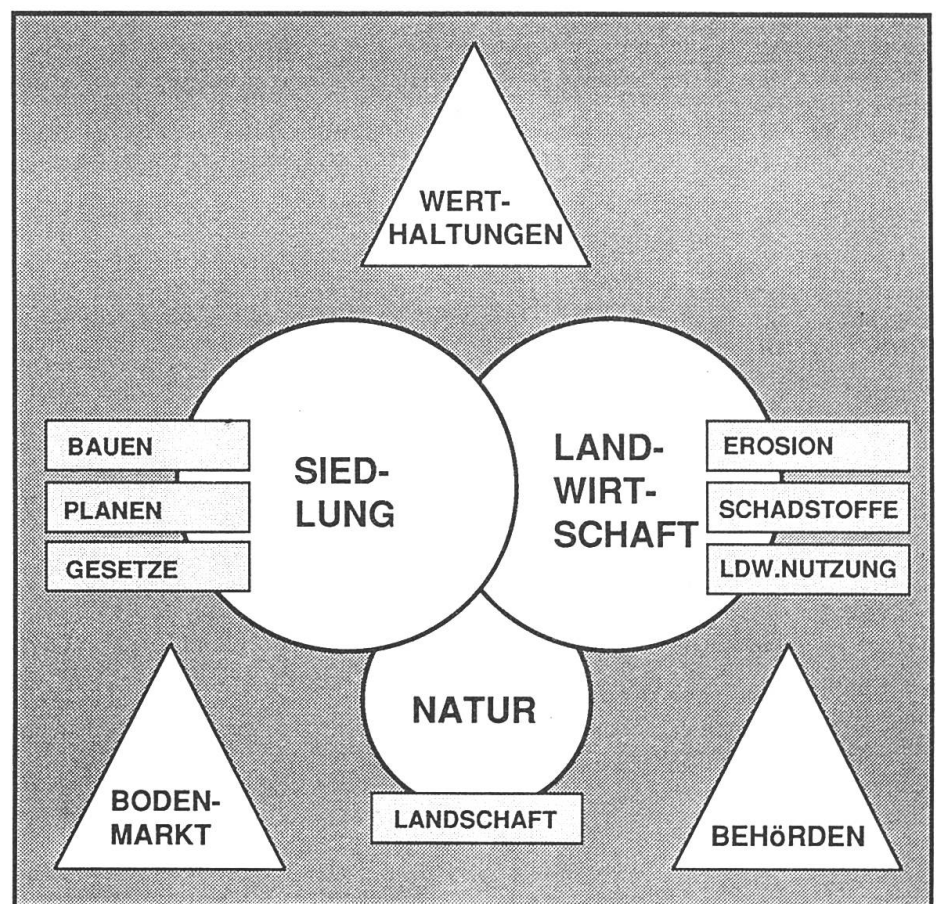 WERT-
HALTUNGEN
BAUEN
PLANEN
GESETZE
SIED-
LUNG
LAND-
WIRT-
SCHAFT
EROSION
SCHADSTOFFE
LDW.NUTZUNG
NATUR
LANDSCHAFT
BODEN-
MARKT
BEHöRDEN